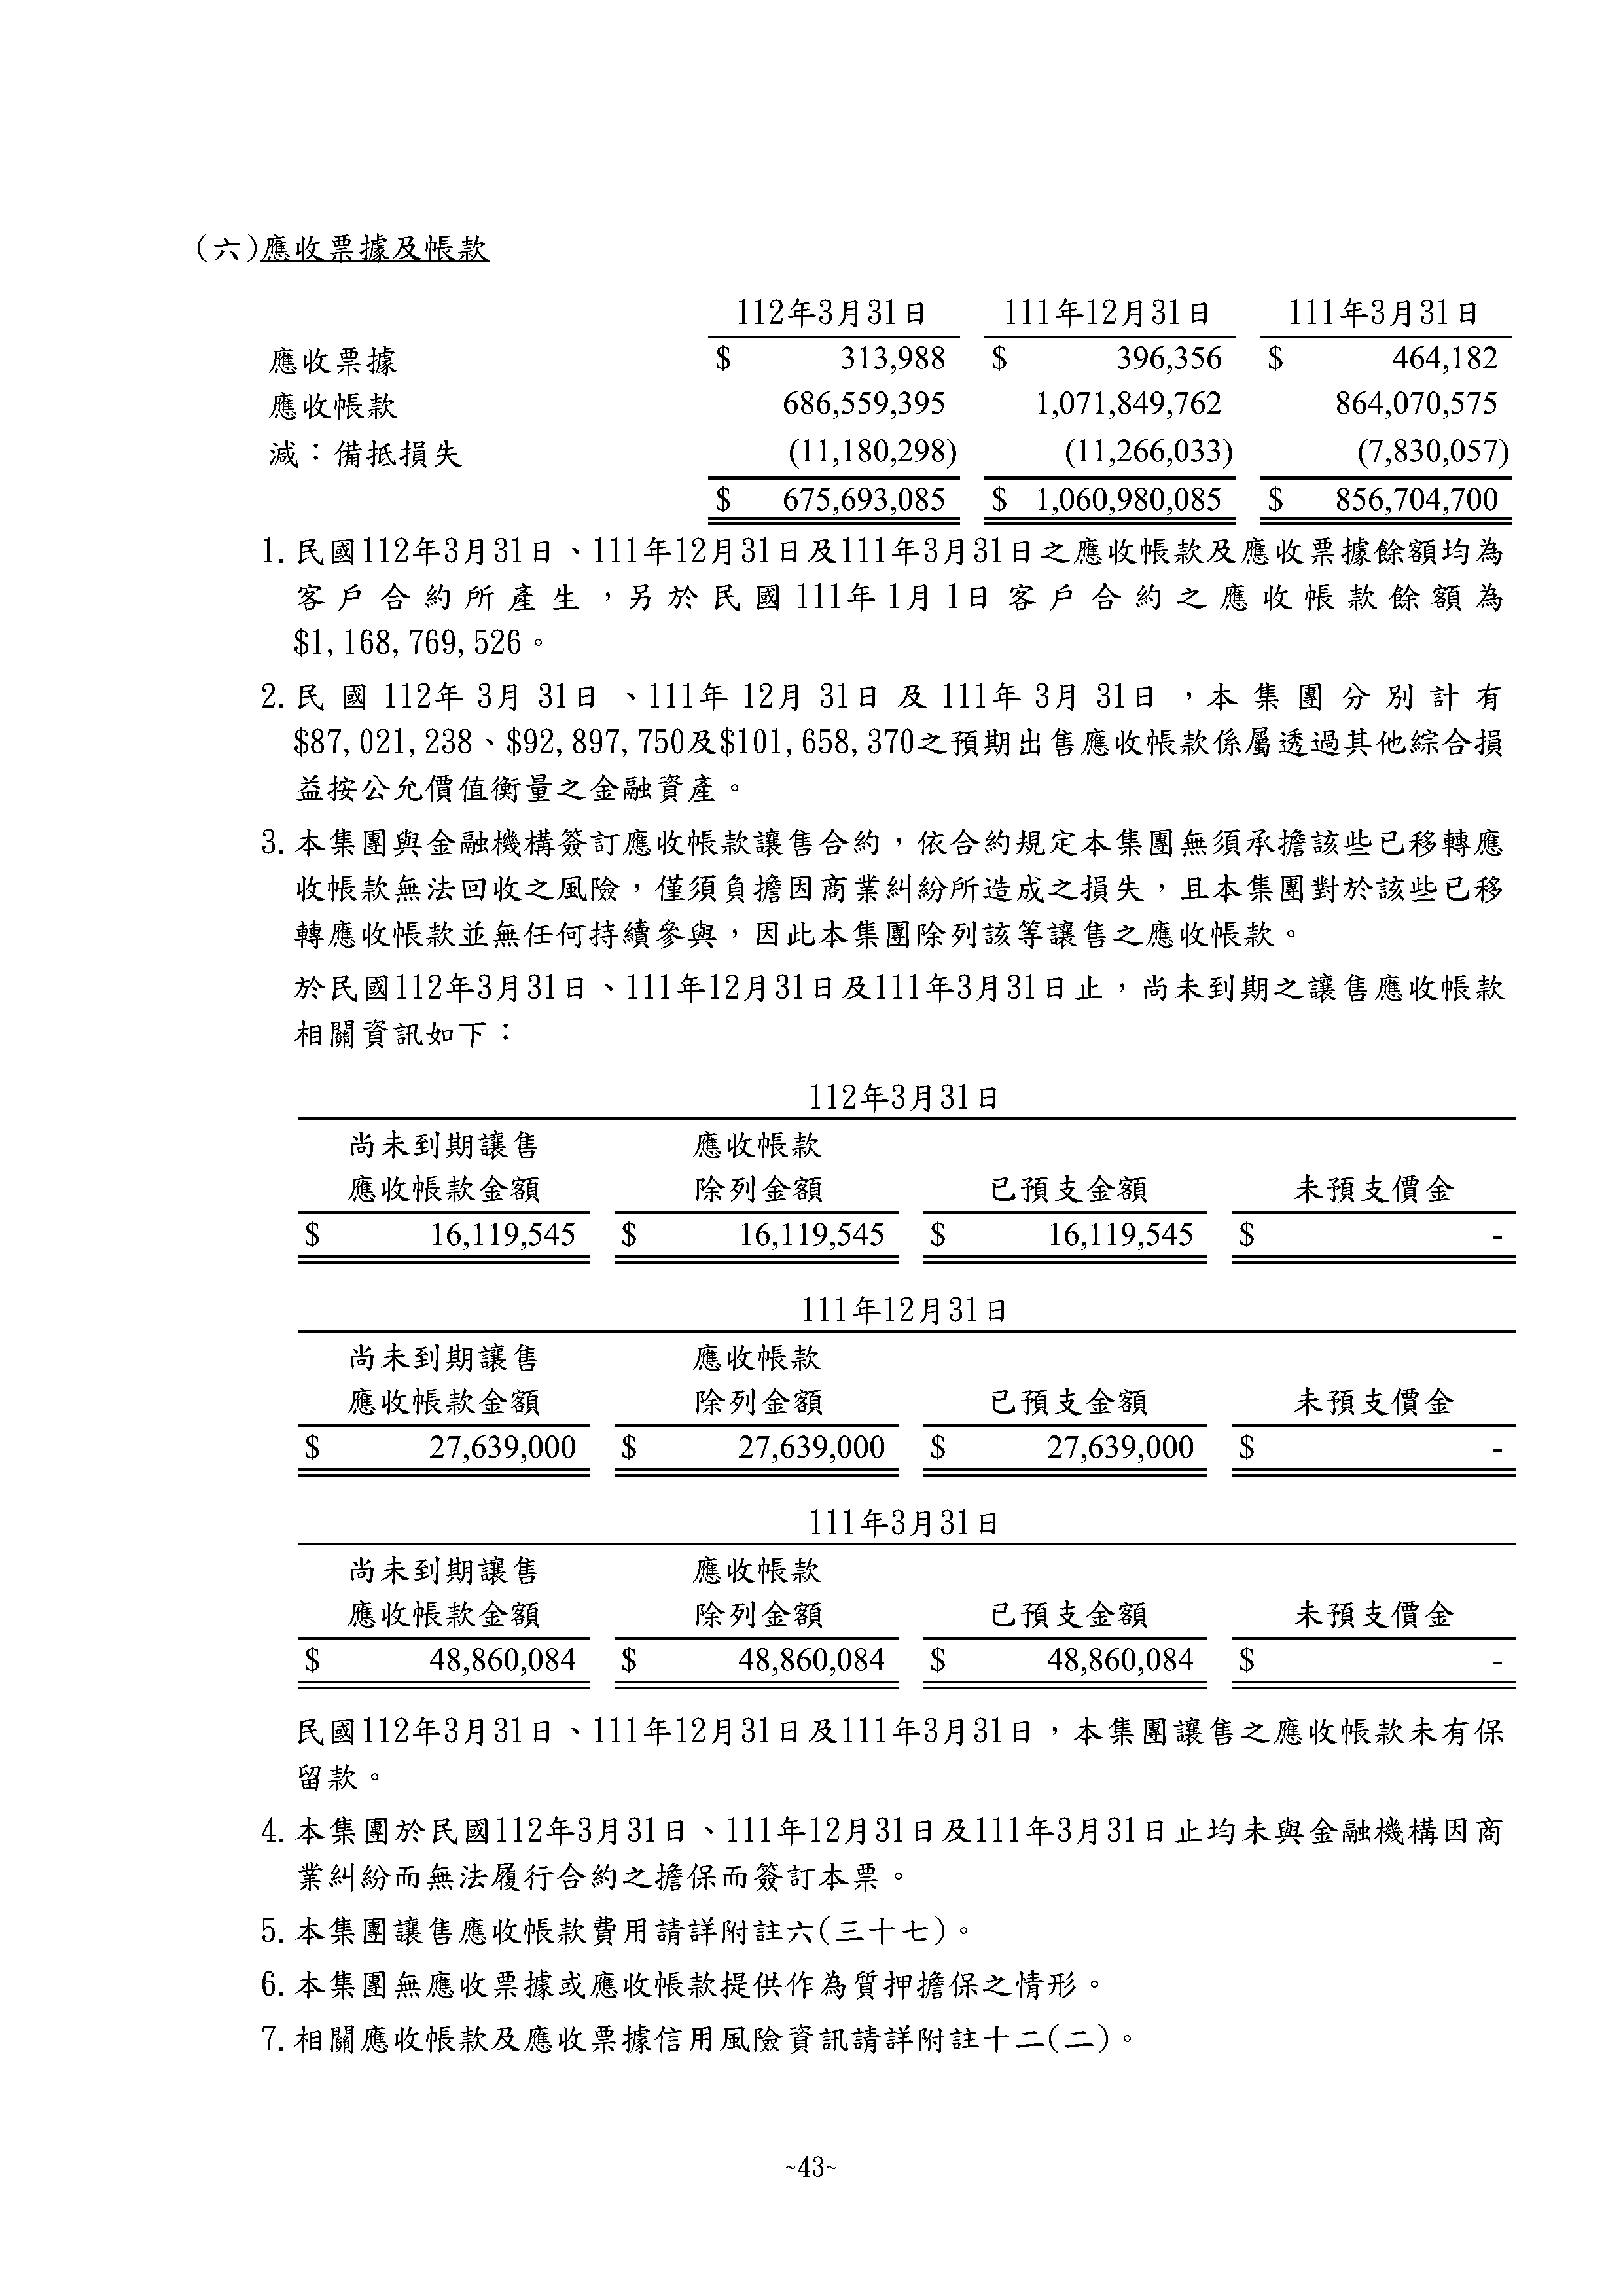 (六)應收票據及帳款
112年3月31日 111年12月31日 111年3月31日
應收票據 $ 313,988 $ 396,356 $ 464,182
應收帳款 686,559,395 1,071,849,762 864,070,575
減：備抵損失 (11,180,298) (11,266,033) (7,830,057)
$ 675,693,085 $ 1,060,980,085 $ 856,704,700
1. 民國112年3月31日、111年12月31日及111年3月31日之應收帳款及應收票據餘額均為
客戶合約所產生，另於民國111年1月1日客戶合約之應收帳款餘額為
$1,168,769,526。
2. 民國112年3月31日、111年12月31日及111年3月31日，本集團分別計有
$87,021,238、$92,897,750及$101,658,370之預期出售應收帳款係屬透過其他綜合損
益按公允價值衡量之金融資產。
3. 本集團與金融機構簽訂應收帳款讓售合約，依合約規定本集團無須承擔該些已移轉應
收帳款無法回收之風險，僅須負擔因商業糾紛所造成之損失，且本集團對於該些已移
轉應收帳款並無任何持續參與，因此本集團除列該等讓售之應收帳款。
於民國112年3月31日、111年12月31日及111年3月31日止，尚未到期之讓售應收帳款
相關資訊如下：
112年3月31日
尚未到期讓售 應收帳款
應收帳款金額 除列金額 已預支金額 未預支價金
$ 16,119,545 $ 16,119,545 $ 16,119,545 $ -
111年12月31日
尚未到期讓售 應收帳款
應收帳款金額 除列金額 已預支金額 未預支價金
$ 27,639,000 $ 27,639,000 $ 27,639,000 $ -
111年3月31日
尚未到期讓售 應收帳款
應收帳款金額 除列金額 已預支金額 未預支價金
$ 48,860,084 $ 48,860,084 $ 48,860,084 $ -
民國112年3月31日、111年12月31日及111年3月31日，本集團讓售之應收帳款未有保
留款。
4. 本集團於民國112年3月31日、111年12月31日及111年3月31日止均未與金融機構因商
業糾紛而無法履行合約之擔保而簽訂本票。
5. 本集團讓售應收帳款費用請詳附註六(三十七)。
6. 本集團無應收票據或應收帳款提供作為質押擔保之情形。
7. 相關應收帳款及應收票據信用風險資訊請詳附註十二(二)。
~43~